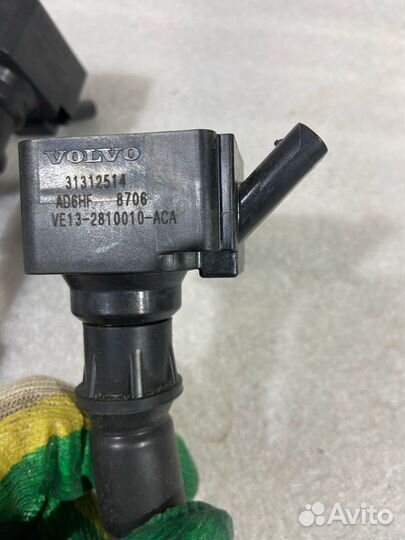 VOLVO
31312514
AD6HF 8706
VE13-2810010-ACA
Avito